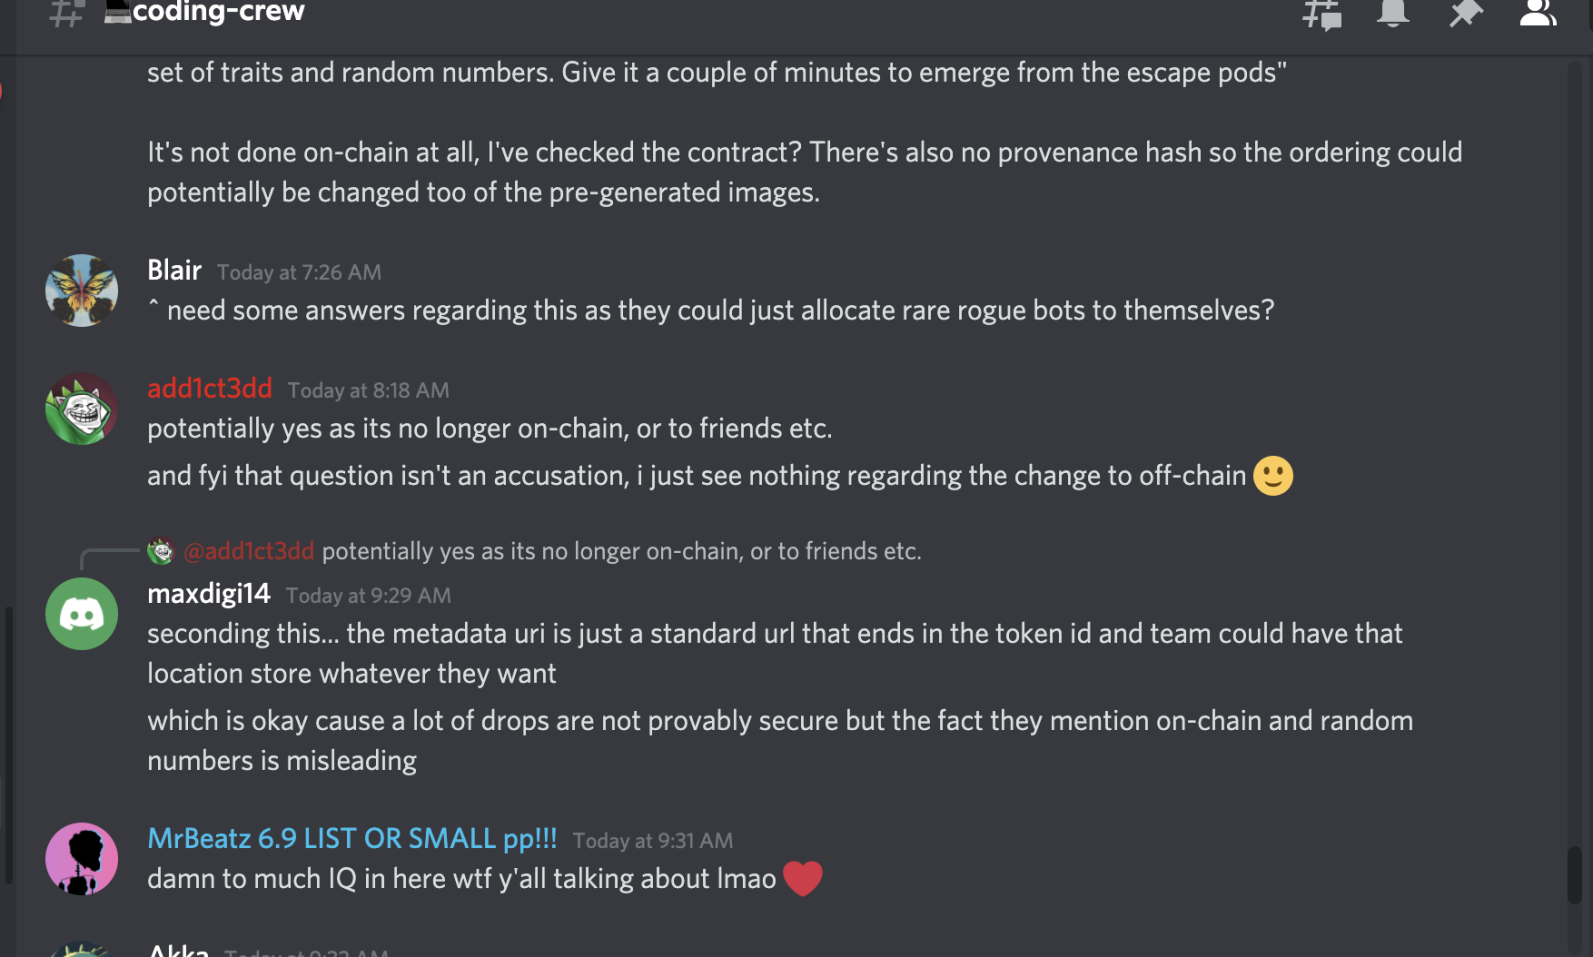 coding-crew
set of traits and random numbers. Give it a couple of minutes to emerge from the escape pods"
It's not done on-chain at all, I've checked the contract? There's also no provenance hash so the ordering could
potentially be changed too of the pre-generated images.
Blair Today at 7:26 AM
^ need some answers regarding this as they could just allocate rare rogue bots to themselves?
add1ct3dd Today at 8:18 AM
potentially yes as its no longer on-chain, or to friends etc.
and fyi that question isn't an accusation, i just see nothing regarding the change to off-chain 🙂
@add1ct3dd potentially yes as its no longer on-chain, or to friends etc.
maxdigi14 Today at 9:29 AM
seconding this... the metadata uri is just a standard url that ends in the token id and team could have that
location store whatever they want
which is okay cause a lot of drops are not provably secure but the fact they mention on-chain and random
numbers is misleading
MrBeatz 6.9 LIST OR SMALL pp!!! Today at 9:31 AM
damn to much IQ in here wtf y'all talking about lmao ❤️
Akka Today at 9:32 AM